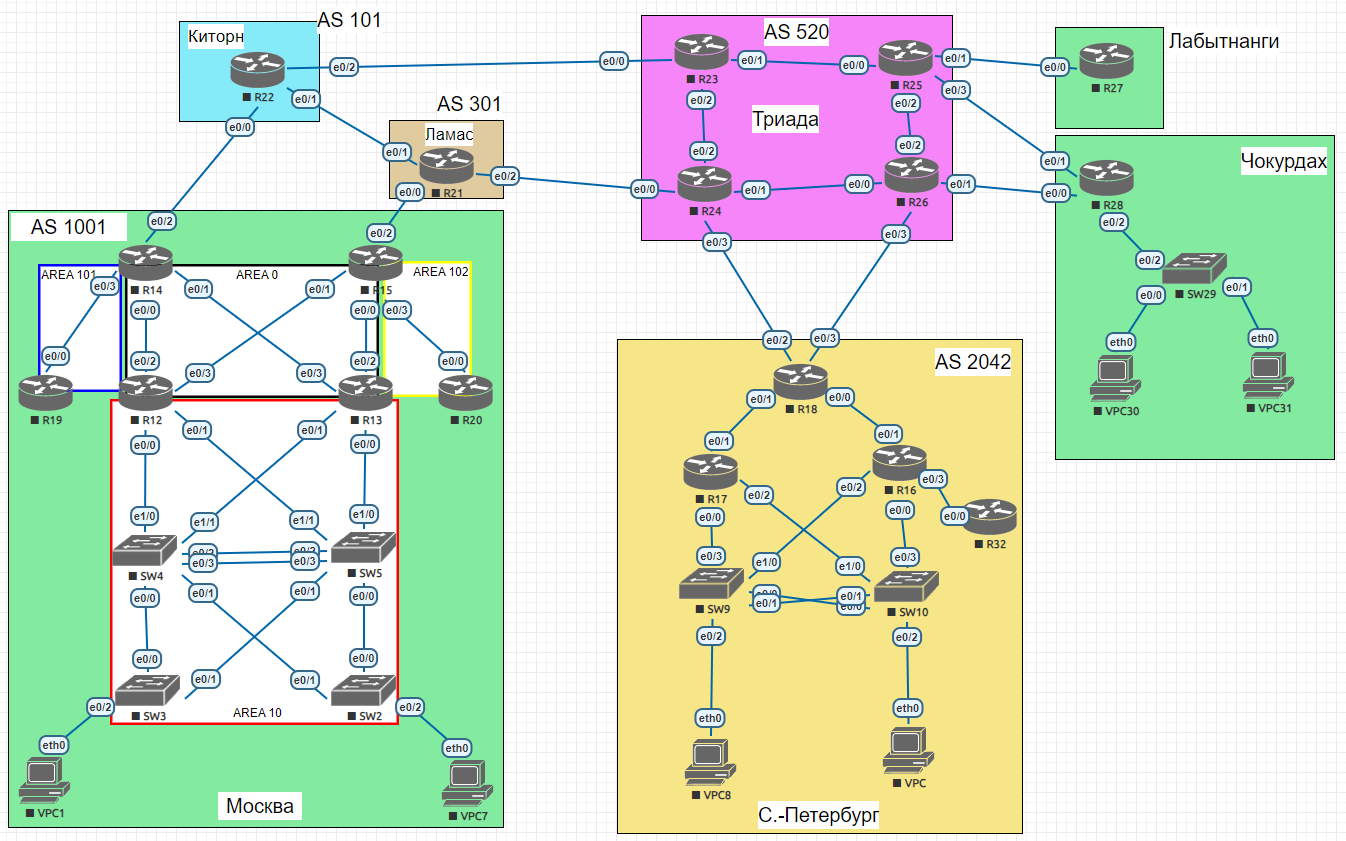 AS 101
Киторн
R22
e0/2
e0/1
e0/0
AS 301
Ламас
e0/1
R21
e0/2
e0/0
AS 520
Триада
e0/0
R23
e0/1
e0/2
e0/0
R25
e0/1
e0/3
e0/2
e0/2
e0/0
R24
e0/1
e0/3
e0/2
e0/0
R26
e0/1
e0/3
Лабытнанги
e0/0
R27
Чокурдах
e0/1
e0/0
R28
e0/2
e0/2
SW29
e0/0
e0/1
eth0
eth0
VPC30
VPC31
AS 1001
e0/2
e0/2
AREA 101
AREA 0
AREA 102
e0/3
R14
e0/1
e0/0
e0/1
R15
e0/0
e0/3
e0/0
e0/2
e0/3
e0/3
e0/2
e0/0
R19
R12
R13
R20
e0/0
e0/1
e0/1
e0/0
e1/0
e1/1
e1/1
e1/0
SW4
e0/2
e0/3
e0/2
e0/3
SW5
e0/0
e0/1
e0/1
e0/0
e0/0
e0/1
e0/1
e0/0
SW3
SW2
e0/2
AREA 10
e0/2
eth0
eth0
VPC1
VPC7
Москва
AS 2042
e0/2
e0/3
R18
e0/1
e0/0
e0/1
e0/1
R17
R16
e0/2
e0/2
e0/3
e0/0
e0/0
e0/0
R32
e0/3
e1/0
e1/0
e0/3
SW9
e0/0
e0/1
e0/1
e0/0
SW10
e0/2
e0/2
eth0
eth0
VPC8
VPC
С.-Петербург